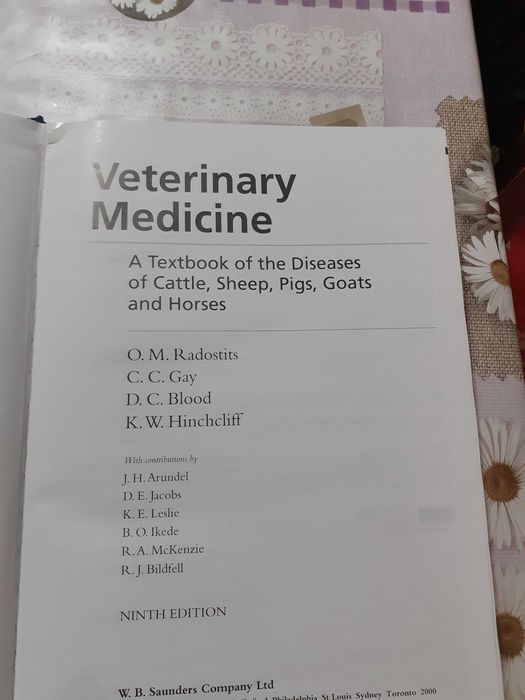 Veterinary
Medicine
A Textbook of the Diseases
of Cattle, Sheep, Pigs, Goats
and Horses
O. M. Radostits
C. C. Gay
D. C. Blood
K. W. Hinchcliff
With contributions by
J. H. Arundel
D. E. Jacobs
K. E. Leslie
B. O. Ikede
R. A. McKenzie
R. J. Bildfell
NINTH EDITION
W. B. Saunders Company Ltd
Philadelphia St Louis Sydney Toronto 2000